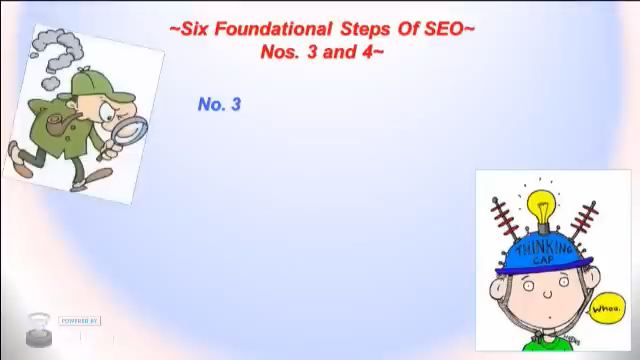 ~Six Foundational Steps Of SEO~
Nos. 3 and 4~
No. 3
THINKING
CAP
Whoa.
POWERED BY